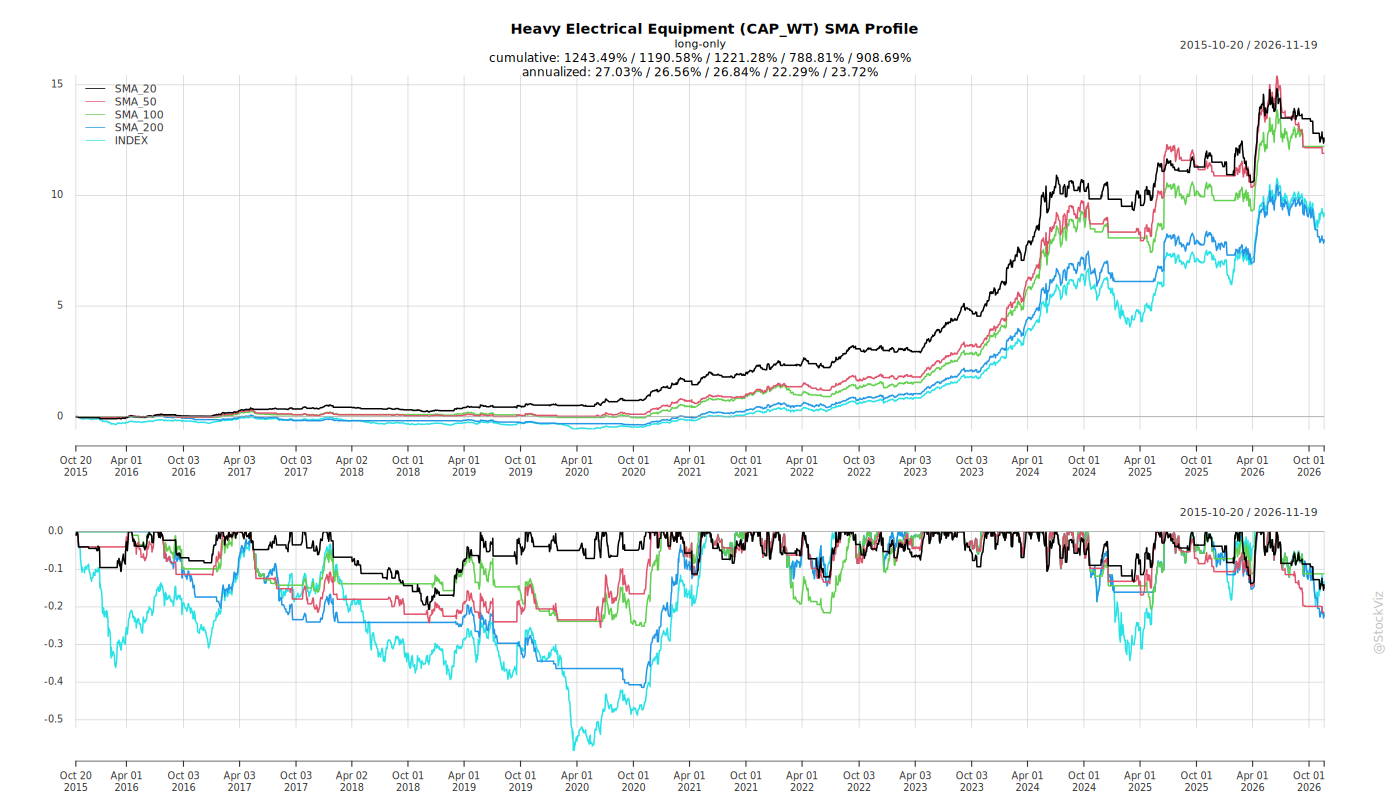 Heavy Electrical Equipment (CAP_WT) SMA Profile
long-only
cumulative: 1243.49% / 1190.58% / 1221.28% / 788.81% / 908.69%
annualized: 27.03% / 26.56% / 26.84% / 22.29% / 23.72%
2015-10-20 / 2026-11-19
SMA_20
SMA_50
SMA_100
SMA_200
INDEX
15
10
5
0
Oct 20 Apr 01 Oct 03 Apr 03 Oct 03 Apr 02 Oct 01 Apr 01 Oct 01 Apr 01 Oct 01 Apr 01 Oct 01 Apr 01 Oct 03 Apr 03 Oct 03 Apr 01 Oct 01 Apr 01 Oct 01 Apr 01 Oct 01
2015 2016 2016 2017 2017 2018 2018 2019 2019 2020 2020 2021 2021 2022 2022 2023 2023 2024 2024 2025 2025 2026 2026
2015-10-20 / 2026-11-19
0.0
-0.1
-0.2
-0.3
-0.4
-0.5
Oct 20 Apr 01 Oct 03 Apr 03 Oct 03 Apr 02 Oct 01 Apr 01 Oct 01 Apr 01 Oct 01 Apr 01 Oct 01 Apr 01 Oct 03 Apr 03 Oct 03 Apr 01 Oct 01 Apr 01 Oct 01 Apr 01 Oct 01
2015 2016 2016 2017 2017 2018 2018 2019 2019 2020 2020 2021 2021 2022 2022 2023 2023 2024 2024 2025 2025 2026 2026
@StockViz